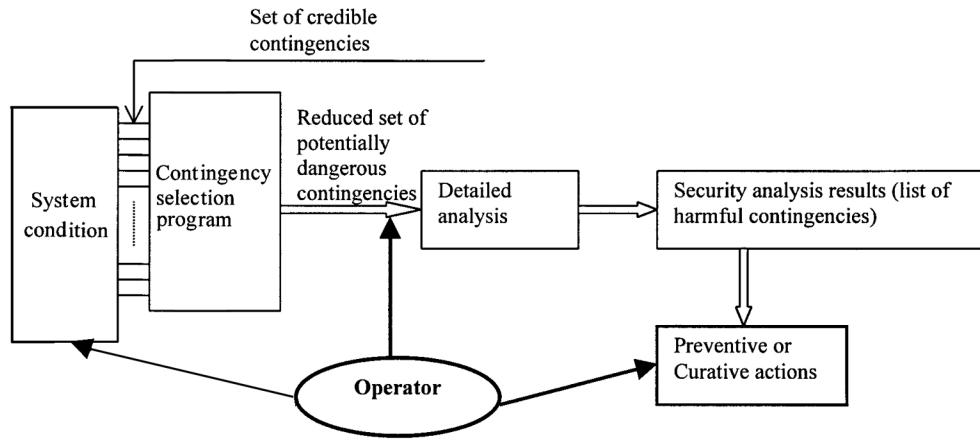 Set of credible
contingencies
System
condition
Contingency
selection
program
Reduced set of
potentially
dangerous
contingencies
Detailed
analysis
Security analysis results (list of
harmful contingencies)
Preventive or
Curative actions
Operator